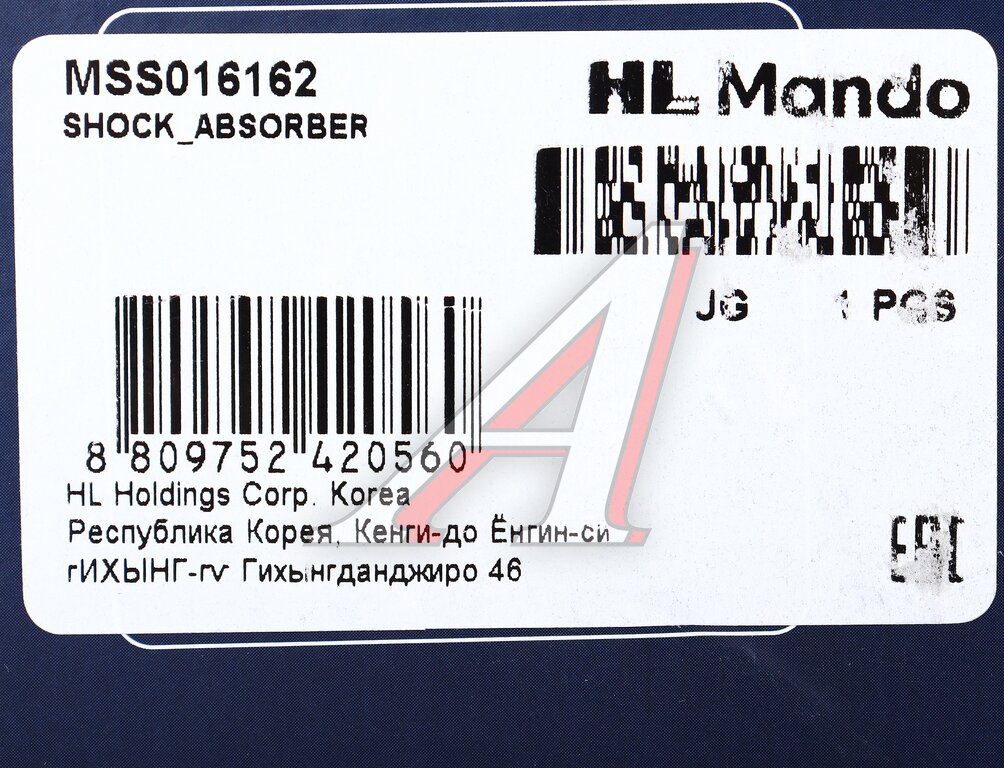 MSS016162
SHOCK_ABSORBER
HL Mando
JG 1 PCS
8 809752 420560
HL Holdings Corp. Korea
Республика Корея, Кенги-до Ёнгин-си
гИХЫНГ-гу Гихынгданджиро 46
EAC